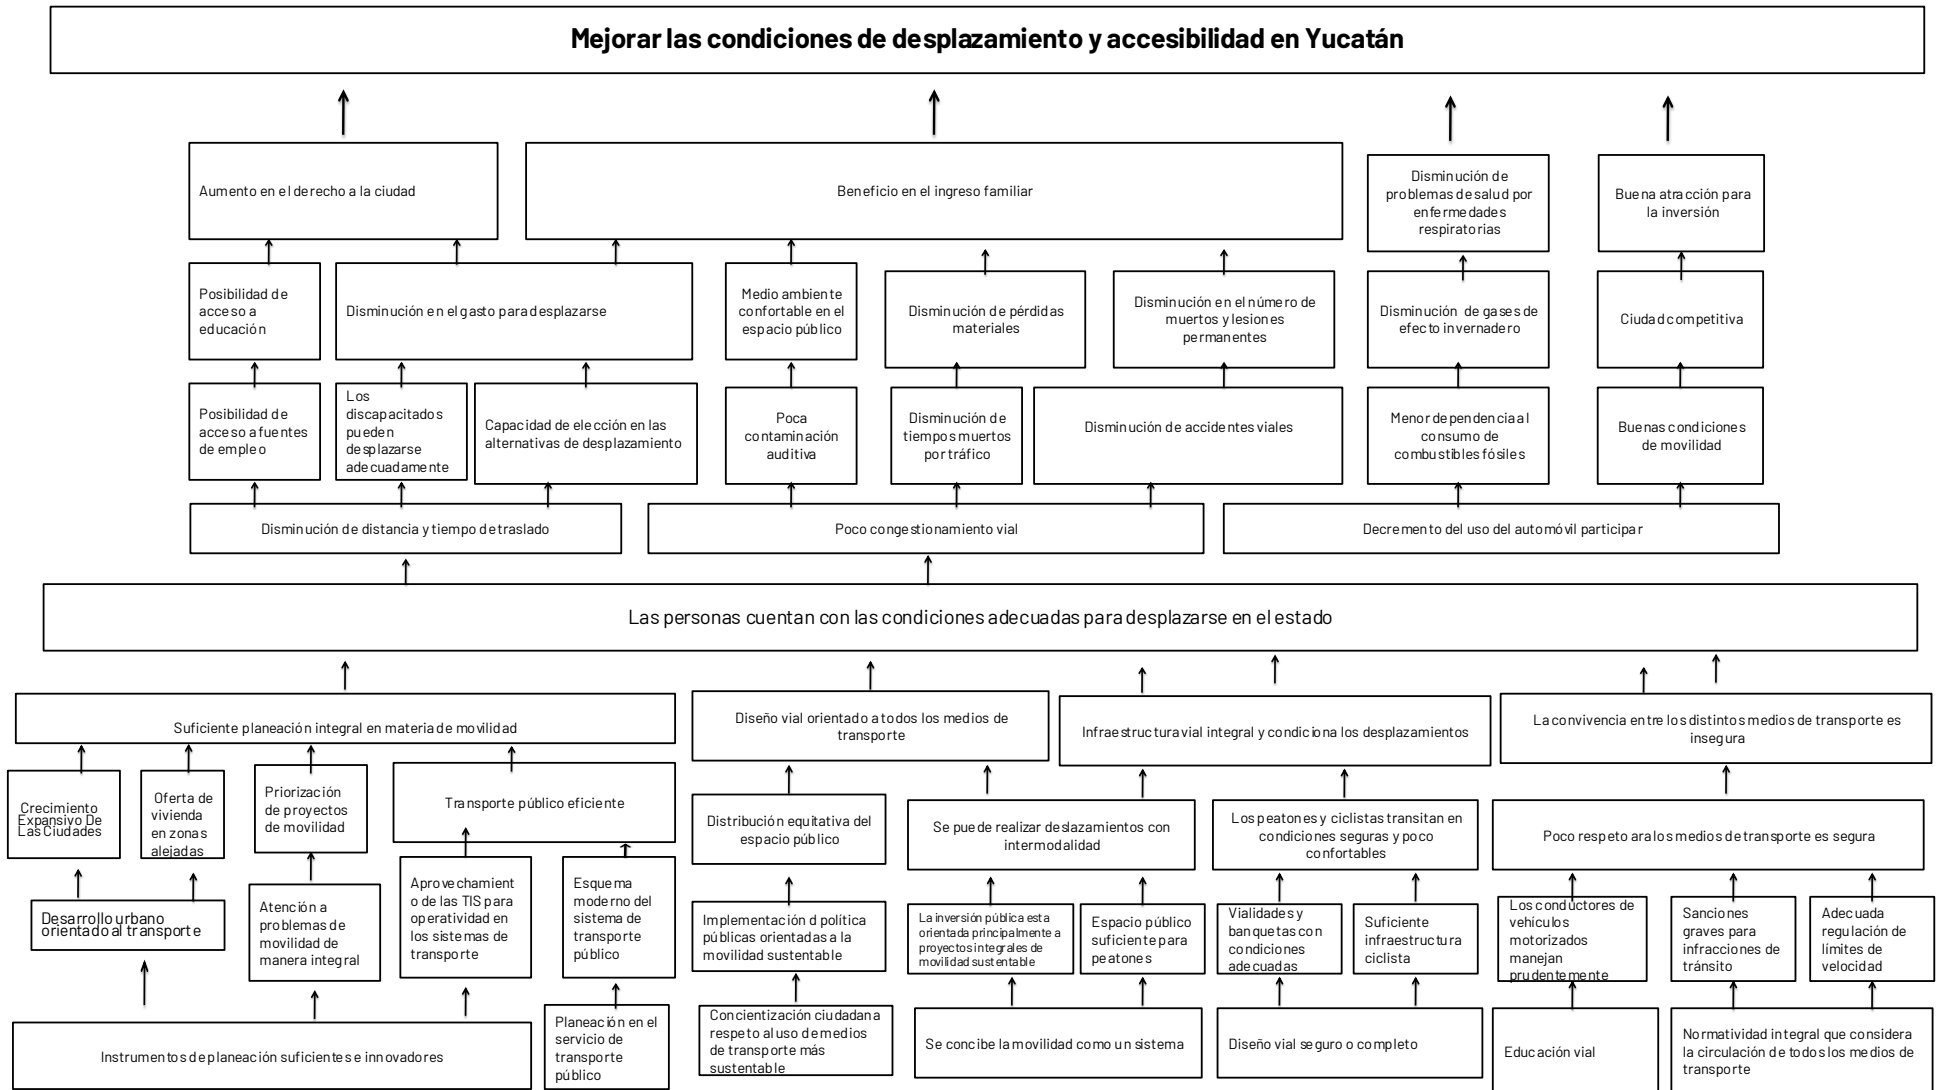 Mejorar las condiciones de desplazamiento y accesibilidad en Yucatán
Aumento en el derecho a la ciudad
Beneficio en el ingreso familiar
Disminución de
problemas de salud por
enfermedades
respiratorias
Buena atracción para
la inversión
Posibilidad de
acceso a
educación
Disminución en el gasto para desplazarse
Medio ambiente
confortable en el
espacio público
Disminución de pérdidas
materiales
Disminución en el número de
muertos y lesiones
permanentes
Disminución de gases de
efecto invernadero
Ciudad competitiva
Posibilidad de
acceso a fuentes
de empleo
Los
discapacitados
pueden
desplazarse
adecuadamente
Capacidad de elección en las
alternativas de desplazamiento
Poca
contaminación
auditiva
Disminución de
tiempos muertos
por tráfico
Disminución de accidentes viales
Menor dependencia al
consumo de
combustibles fósiles
Buenas condiciones
de movilidad
Disminución de distancia y tiempo de traslado
Poco congestionamiento vial
Decremento del uso del automóvil participar
Las personas cuentan con las condiciones adecuadas para desplazarse en el estado
Suficiente planeación integral en materia de movilidad
Diseño vial orientado a todos los medios de
transporte
Infraestructura vial integral y condiciona los desplazamientos
La convivencia entre los distintos medios de transporte es
insegura
Crecimiento
Expansivo De
Las Ciudades
Oferta de
vivienda
en zonas
alejadas
Priorización
de proyectos
de movilidad
Transporte público eficiente
Distribución equitativa del
espacio público
Se puede realizar deslazamientos con
intermodalidad
Los peatones y ciclistas transitan en
condiciones seguras y poco
confortables
Poco respeto ara los medios de transporte es segura
Desarrollo urbano
orientado al transporte
Atención a
problemas de
movilidad de
manera integral
Aprovechamient
o de las TIS para
operatividad en
los sistemas de
transporte
Esquema
moderno del
sistema de
transporte
público
Implementación d política
públicas orientadas a la
movilidad sustentable
La inversión pública esta
orientada principalmente a
proyectos integrales de
movilidad sustentable
Espacio público
suficiente para
peatones
Vialidades y
banquetas con
condiciones
adecuadas
Suficiente
infraestructura
ciclista
Los conductores de
vehículos
motorizados
manejan
prudentemente
Sanciones
graves para
infracciones de
tránsito
Adecuada
regulación de
límites de
velocidad
Instrumentos de planeación suficientes e innovadores
Planeación en el
servicio de
transporte
público
Concientización ciudadana
respeto al uso de medios
de transporte más
sustentable
Se concibe la movilidad como un sistema
Diseño vial seguro o completo
Educación vial
Normatividad integral que considera
la circulación de todos los medios de
transporte